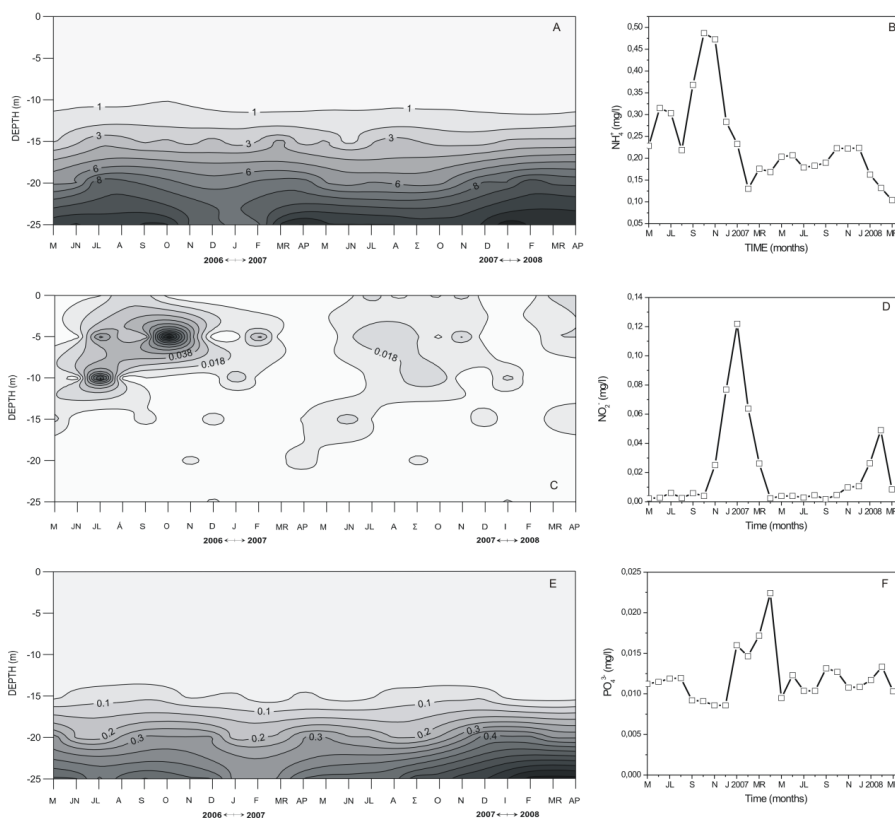 A
DEPTH (m)
0
-5
-10
-15
-20
-25
1 1 1
3 3 3
6 6 6
8 8
M JN JL A S O N D J F MR AP M JN JL A Σ O N D I F MR AP
2006 ↔ 2007 2007 ↔ 2008
B
NH₄⁺ (mg/l)
0,50
0,45
0,40
0,35
0,30
0,25
0,20
0,15
0,10
0,05
M JL S N J 2007 MR M JL S N J 2008 MR
TIME (months)
C
DEPTH (m)
0
-5
-10
-15
-20
-25
0.038
0.018
0.018
M JN JL Á S O N D J F MR AP M JN JL A Σ O N D I F MR AP
2006 ↔ 2007 2007 ↔ 2008
D
NO₂⁻ (mg/l)
0,14
0,12
0,10
0,08
0,06
0,04
0,02
0,00
M JL S N J 2007 MR M JL S N J 2008 MR
Time (months)
E
DEPTH (m)
0
-5
-10
-15
-20
-25
0.1 0.1 0.1
0.2 0.2 0.2 0.3
0.3 0.3 0.4
M JN JL A S O N D J F MR AP M JN JL A Σ O N D I F MR AP
2006 ↔ 2007 2007 ↔ 2008
F
PO₄³⁻ (mg/l)
0,025
0,020
0,015
0,010
0,005
0,000
M JL S N J 2007 MR M JL S N J 2008 MR
Time (months)